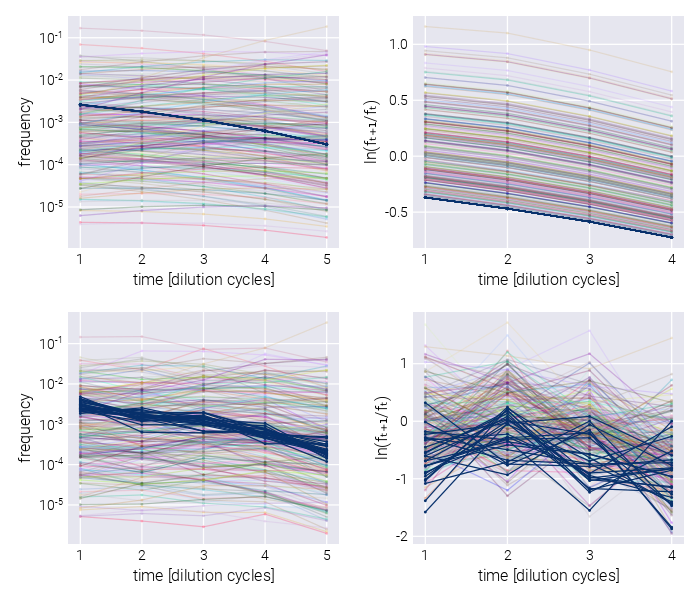 frequency
10⁻¹
10⁻²
10⁻³
10⁻⁴
10⁻⁵
1 2 3 4 5
time [dilution cycles]
ln(fₜ₊₁/fₜ)
1.0
0.5
0.0
-0.5
1 2 3 4
time [dilution cycles]
frequency
10⁻¹
10⁻²
10⁻³
10⁻⁴
10⁻⁵
1 2 3 4 5
time [dilution cycles]
ln(fₜ₊₁/fₜ)
1
0
-1
-2
1 2 3 4
time [dilution cycles]